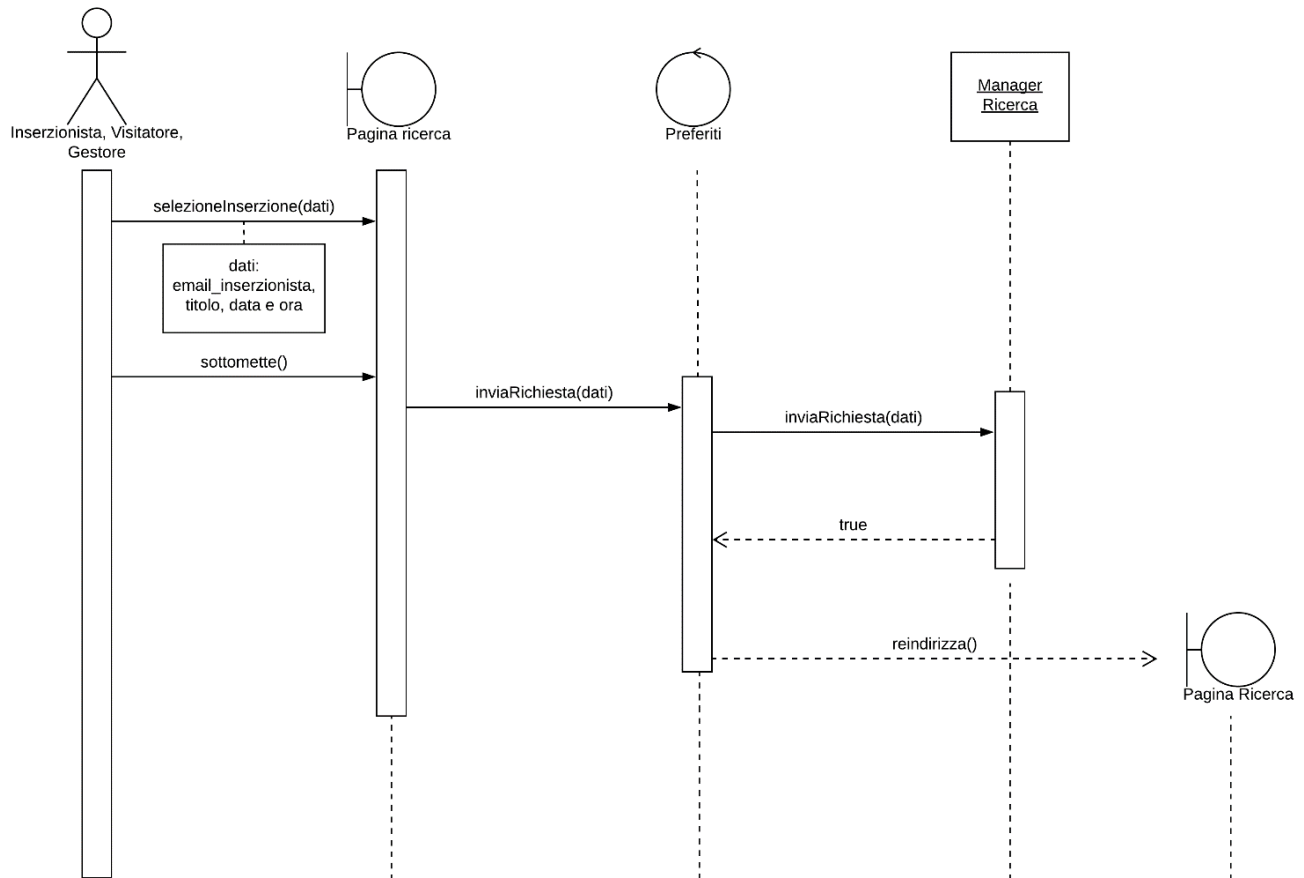 Inserzionista, Visitatore,
Gestore
Pagina ricerca
Preferiti
Manager
Ricerca
selezioneInserzione(dati)
dati:
email_inserzionista,
titolo, data e ora
sottomette()
inviaRichiesta(dati)
inviaRichiesta(dati)
true
reindirizza()
Pagina Ricerca